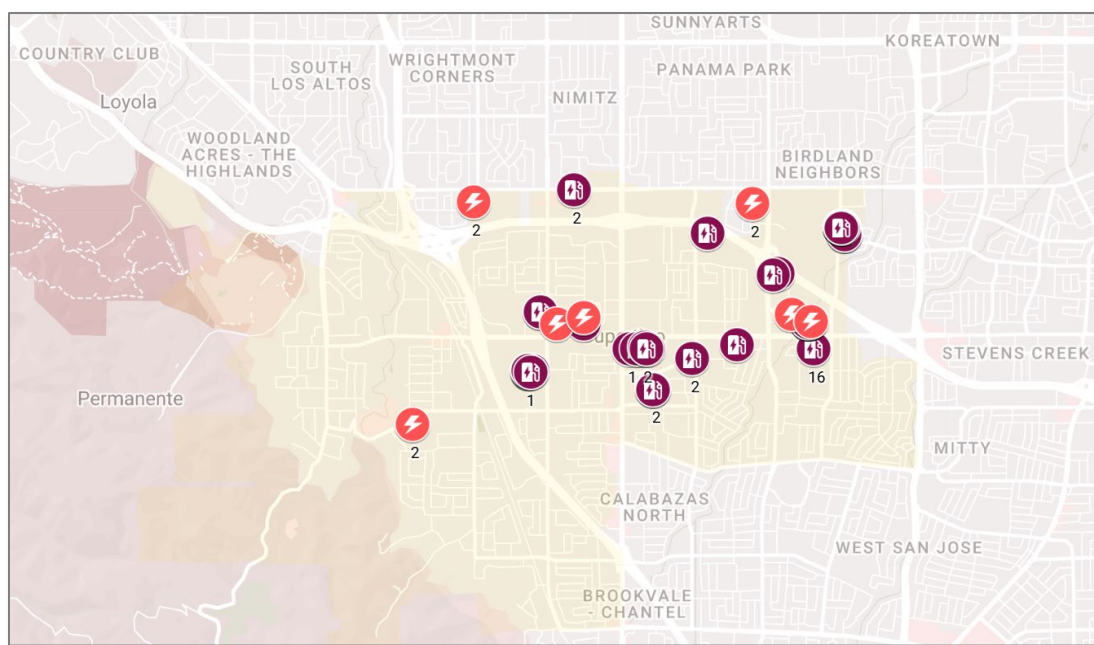 SUNNYARTS
KOREATOWN
COUNTRY CLUB
WRIGHTMONT
CORNERS
SOUTH
LOS ALTOS
PANAMA PARK
NIMITZ
Loyola
WOODLAND
ACRES - THE
HIGHLANDS
BIRDLAND
NEIGHBORS
2
2
2
STEVENS CREEK
1
2
2
16
1
Permanente
2
2
MITTY
CALABAZAS
NORTH
WEST SAN JOSE
BROOKVALE
- CHANTEL